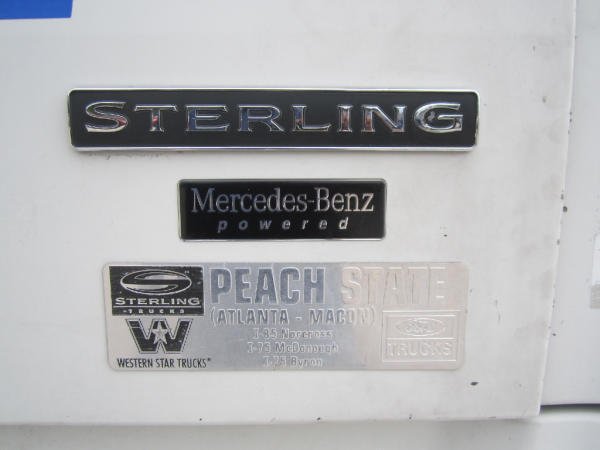 STERLING
Mercedes-Benz
powered
STERLING
TRUCKS
WESTERN STAR TRUCKS
PEACH STATE
(ATLANTA - MACON)
I-85 Norcross
I-75 McDonough
I-75 Byron
Ford
TRUCKS